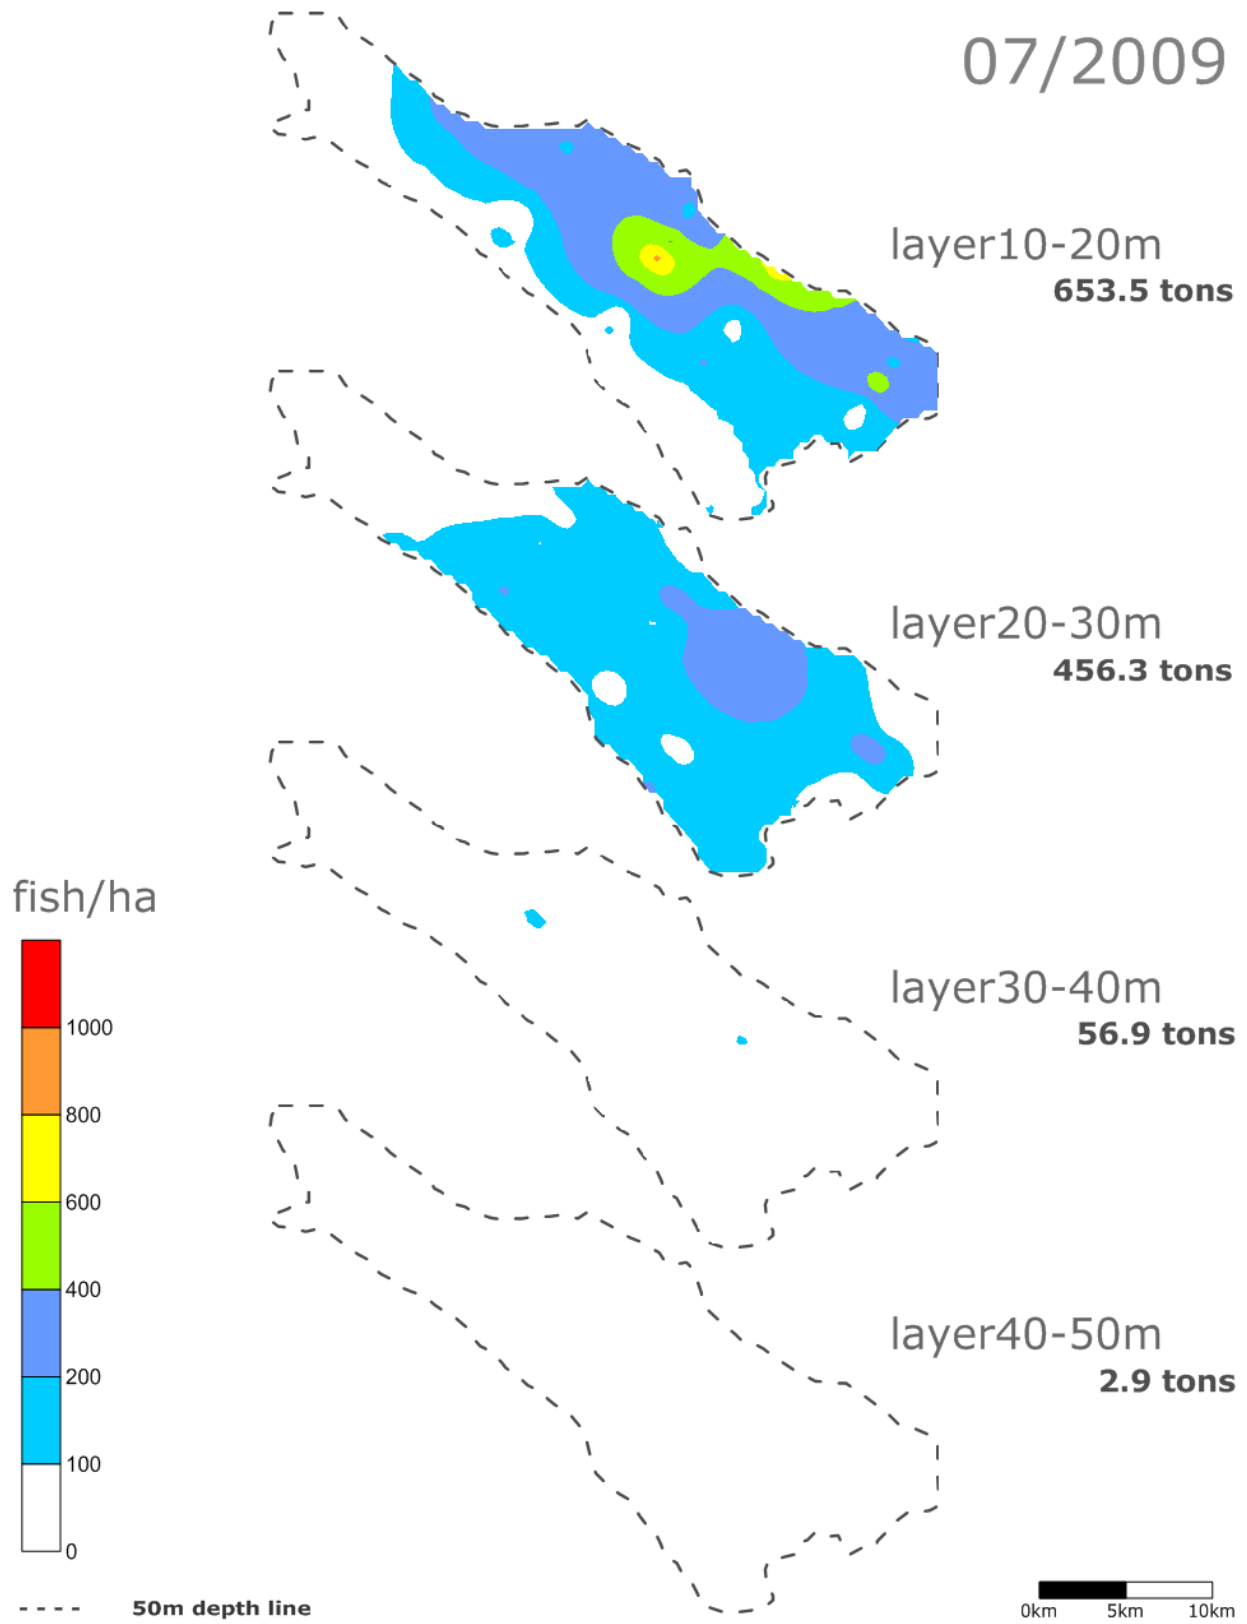 07/2009
layer10-20m
653.5 tons
layer20-30m
456.3 tons
fish/ha
layer30-40m
56.9 tons
1000
800
600
400
200
100
0
layer40-50m
2.9 tons
50m depth line
0km 5km 10km